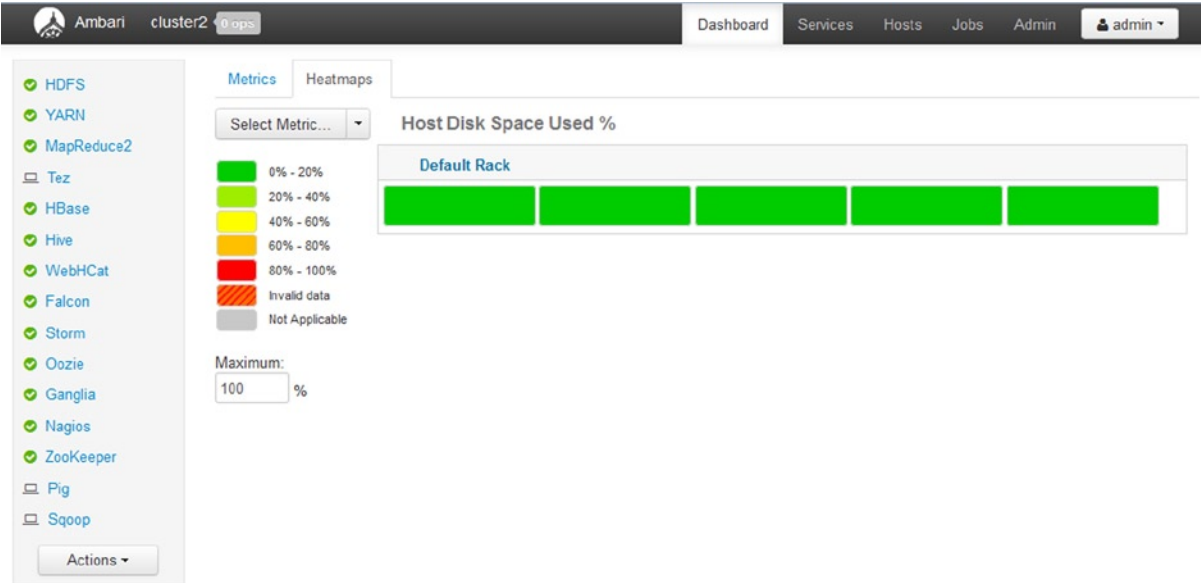 Ambari cluster2 0 ops Dashboard Services Hosts Jobs Admin admin
HDFS
YARN
MapReduce2
Tez
HBase
Hive
WebHCat
Falcon
Storm
Oozie
Ganglia
Nagios
ZooKeeper
Pig
Sqoop
Actions
Metrics Heatmaps
Select Metric...
0% - 20%
20% - 40%
40% - 60%
60% - 80%
80% - 100%
Invalid data
Not Applicable
Maximum:
100 %
Host Disk Space Used %
Default Rack